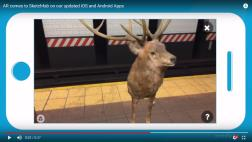 AR comes to Sketchfab on our updated iOS and Android Apps
?